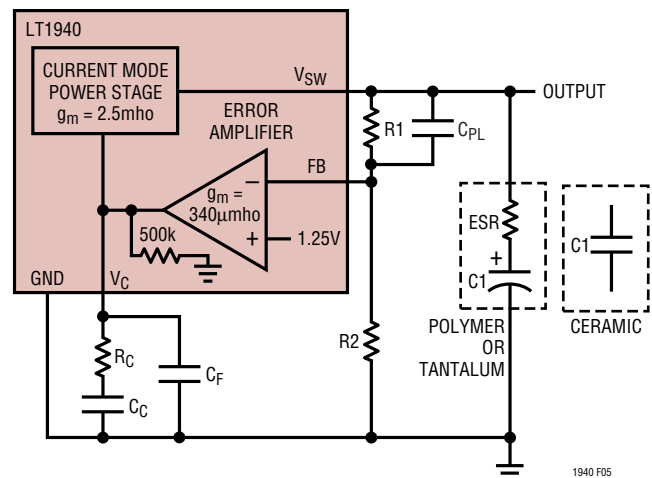 LT1940
CURRENT MODE
POWER STAGE
gm = 2.5mho
VSW
OUTPUT
ERROR
AMPLIFIER
R1
CPL
FB
gm =
340µmho
500k
1.25V
ESR
C1
C1
GND
VC
R2
POLYMER
OR
TANTALUM
CERAMIC
RC
CF
CC
1940 F05